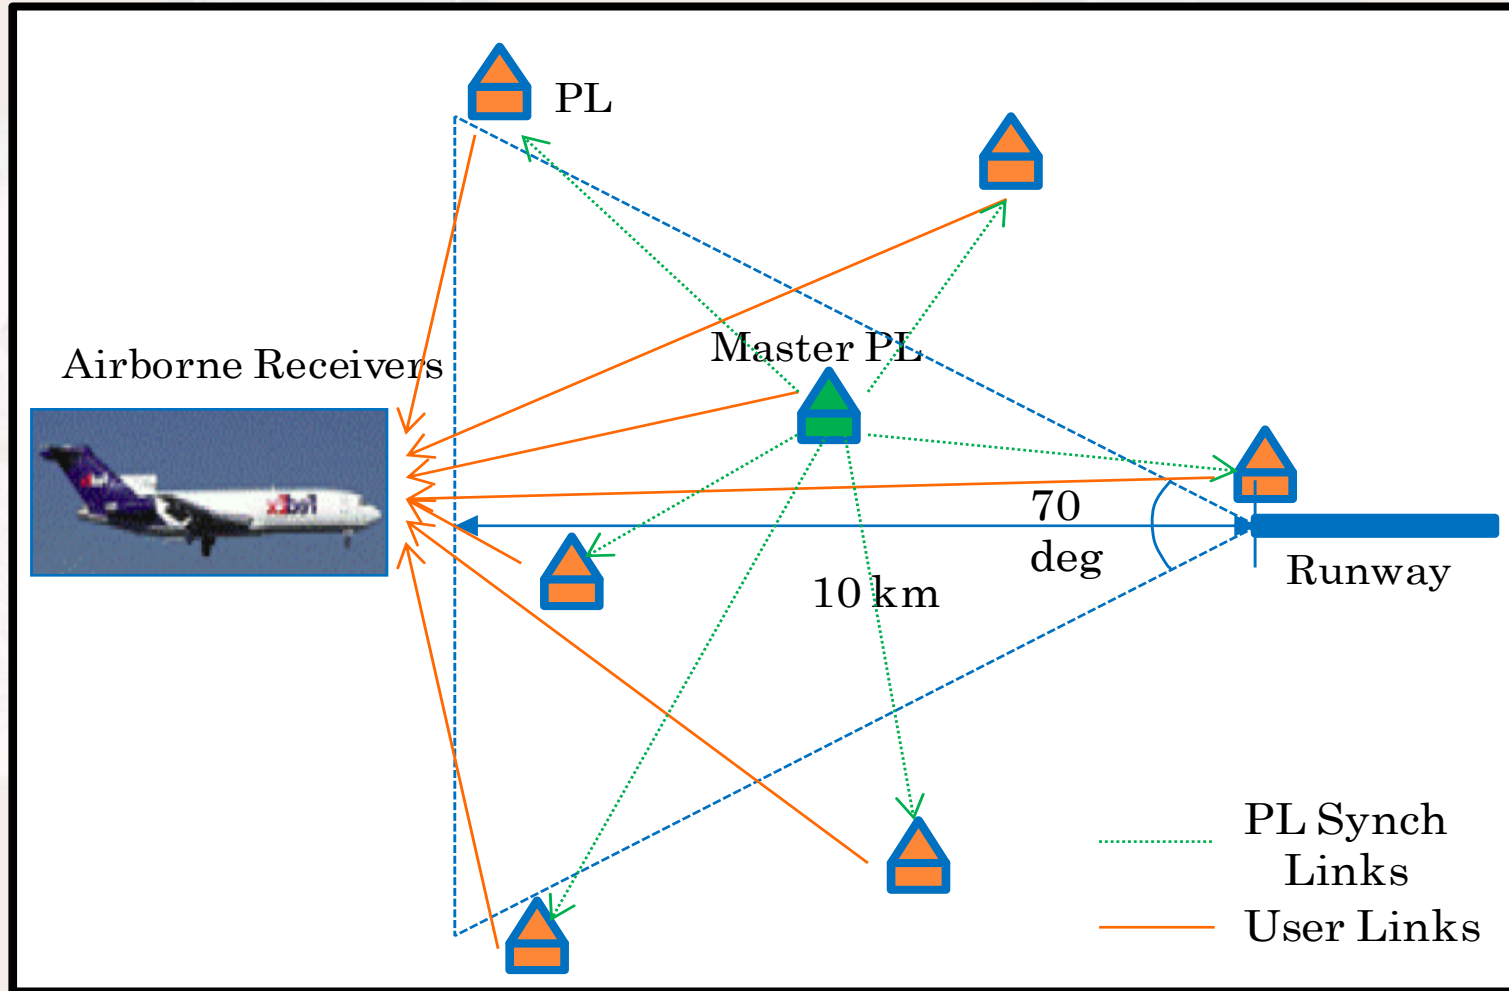 PL
Master PL
Airborne Receivers
70
deg
10 km
Runway
PL Synch
Links
User Links